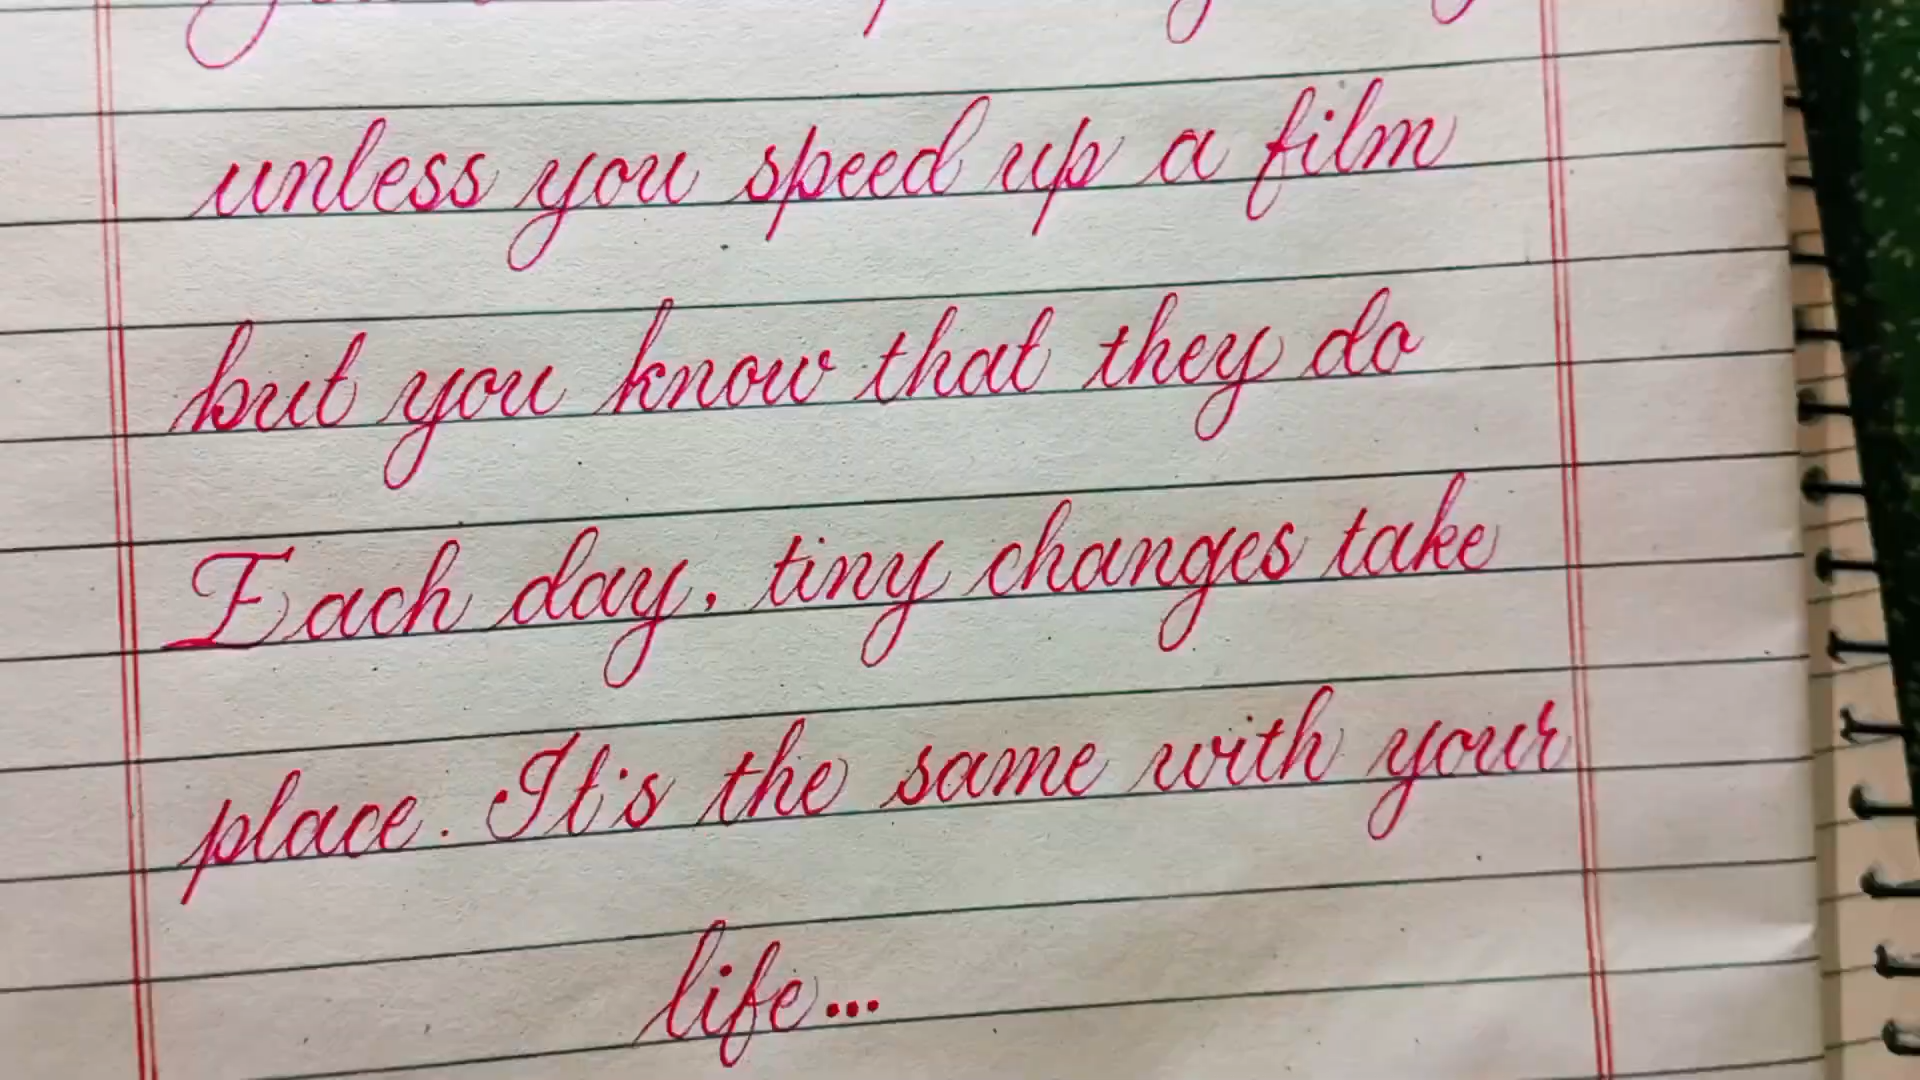 unless you speed up a film
but you know that they do
Each day, tiny changes take
place. It's the same with your
life...